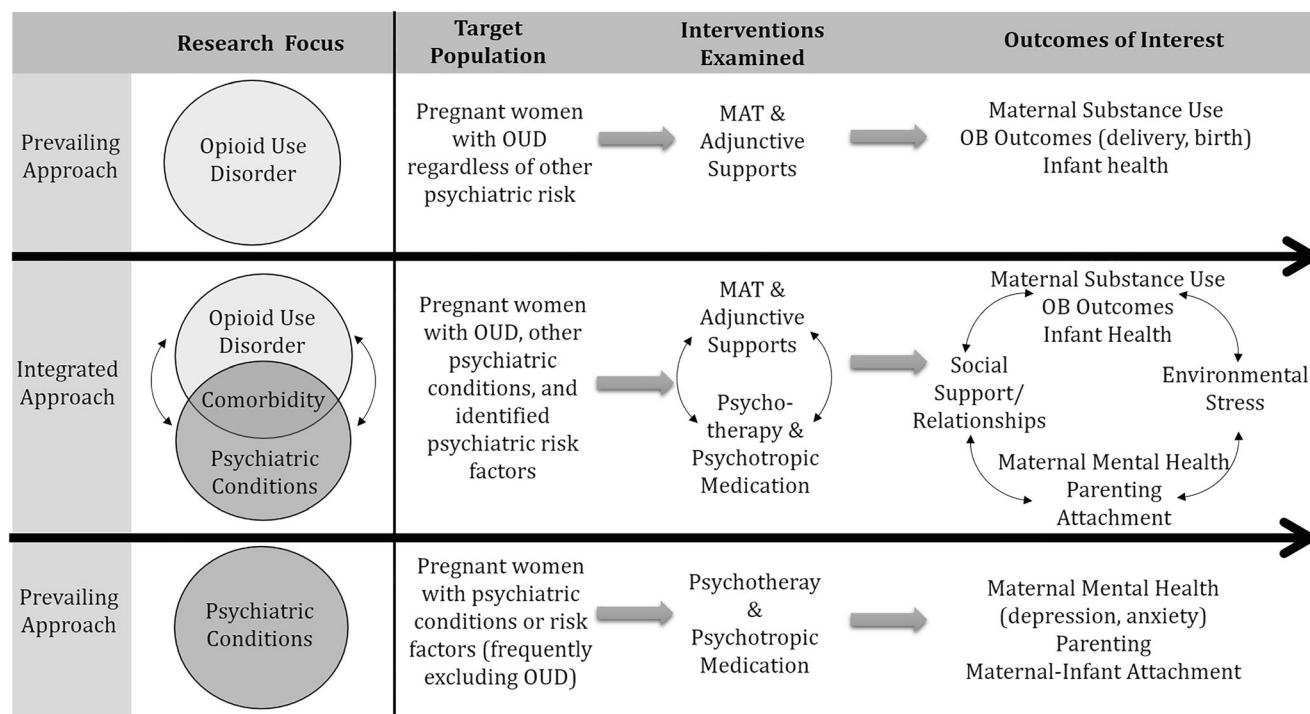 Research Focus
Target
Population
Interventions
Examined
Outcomes of Interest
Prevailing
Approach
Opioid Use
Disorder
Pregnant women
with OUD
regardless of other
psychiatric risk
MAT &
Adjunctive
Supports
Maternal Substance Use
OB Outcomes (delivery, birth)
Infant health
Integrated
Approach
Opioid Use
Disorder
Comorbidity
Psychiatric
Conditions
Pregnant women
with OUD, other
psychiatric
conditions, and
identified
psychiatric risk
factors
MAT &
Adjunctive
Supports
Psycho-
therapy &
Psychotropic
Medication
Maternal Substance Use
OB Outcomes
Infant Health
Social
Support/
Relationships
Environmental
Stress
Maternal Mental Health
Parenting
Attachment
Prevailing
Approach
Psychiatric
Conditions
Pregnant women
with psychiatric
conditions or risk
factors (frequently
excluding OUD)
Psychotheray
&
Psychotropic
Medication
Maternal Mental Health
(depression, anxiety)
Parenting
Maternal-Infant Attachment